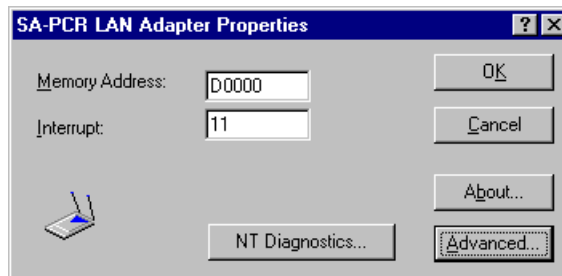 SA-PCR LAN Adapter Properties
Memory Address: D0000
Interrupt: 11
OK
Cancel
About...
NT Diagnostics...
Advanced...